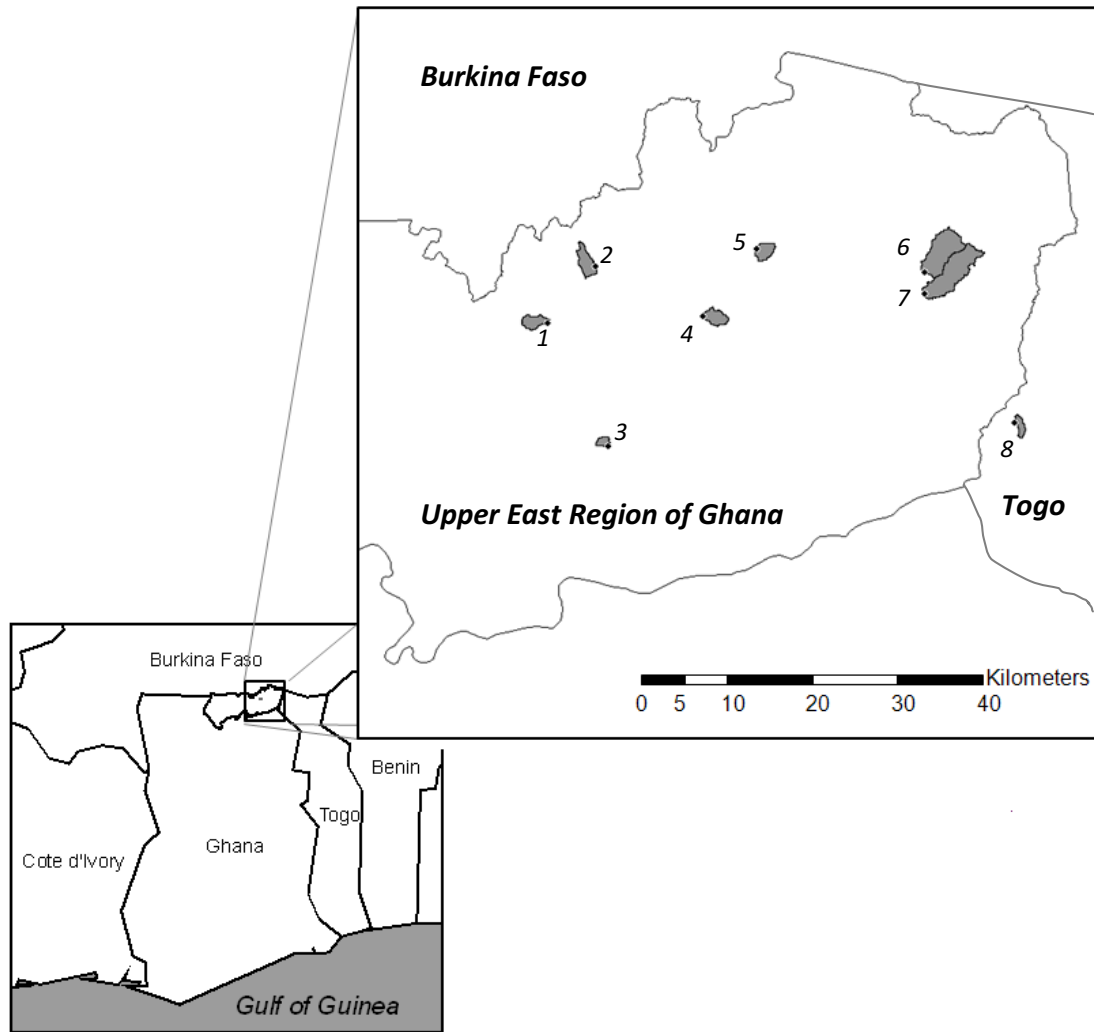 Burkina Faso
2
5
6
7
1
4
3
8
Upper East Region of Ghana
Togo
Kilometers
0 5 10 20 30 40
Burkina Faso
Benin
Togo
Ghana
Cote d'Ivory
Gulf of Guinea